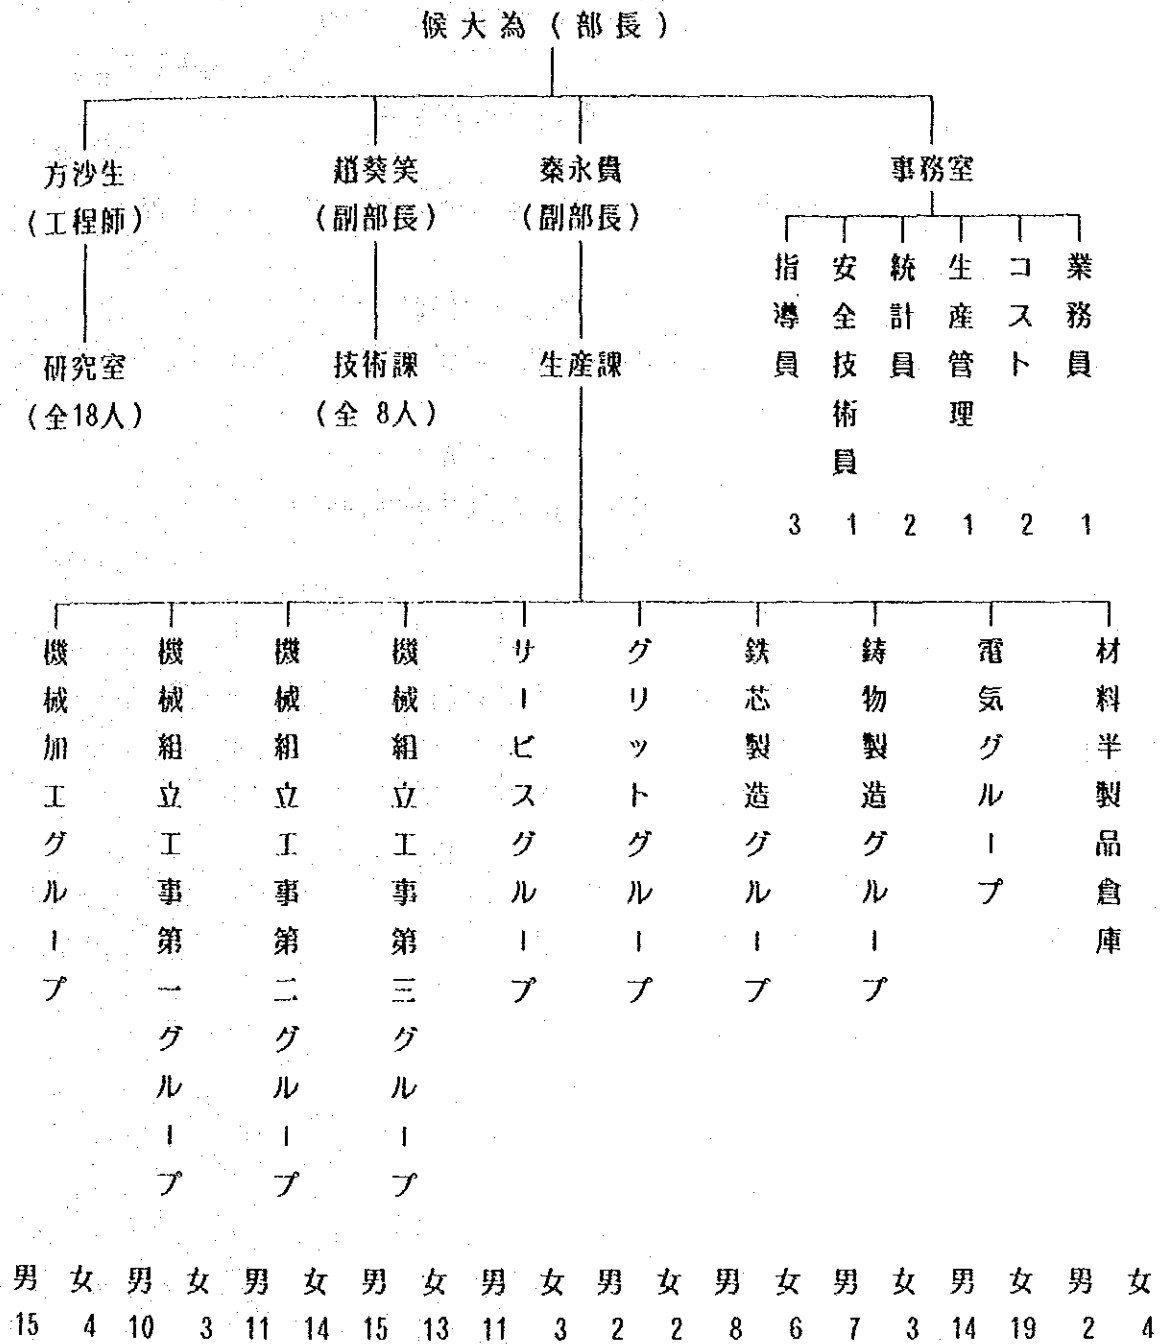 候大為(部長)
方沙生
(工程師)
研究室
(全18人)
趙葵笑
(副部長)
技術課
(全 8人)
秦永貴
(副部長)
生産課
事務室
指導員
3
安全技術員
1
統計員
2
生産管理
1
コスト
2
業務員
1
機械加工グループ
機械組立工事第一グループ
機械組立工事第二グループ
機械組立工事第三グループ
サービスグループ
グリットグループ
鉄芯製造グループ
鋳物製造グループ
電気グループ
材料半製品倉庫
男 女 男 女 男 女 男 女 男 女 男 女 男 女 男 女 男 女 男 女
15 4 10 3 11 14 15 13 11 3 2 2 8 6 7 3 14 19 2 4